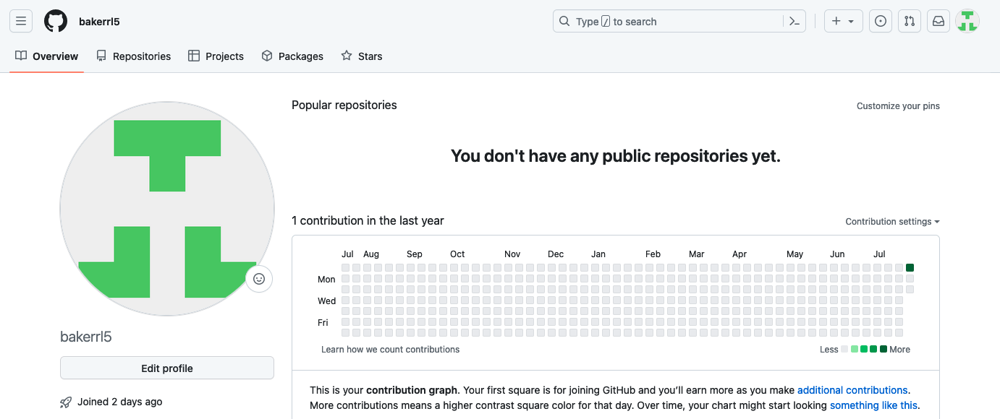 bakerrl5
Type / to search
Overview
Repositories
Projects
Packages
Stars
Popular repositories
Customize your pins
You don't have any public repositories yet.
1 contribution in the last year
Contribution settings
Jul Aug Sep Oct Nov Dec Jan Feb Mar Apr May Jun Jul
Mon
Wed
Fri
Learn how we count contributions
Less More
bakerrl5
Edit profile
Joined 2 days ago
This is your contribution graph. Your first square is for joining GitHub and you’ll earn more as you make additional contributions.
More contributions means a higher contrast square color for that day. Over time, your chart might start looking something like this.